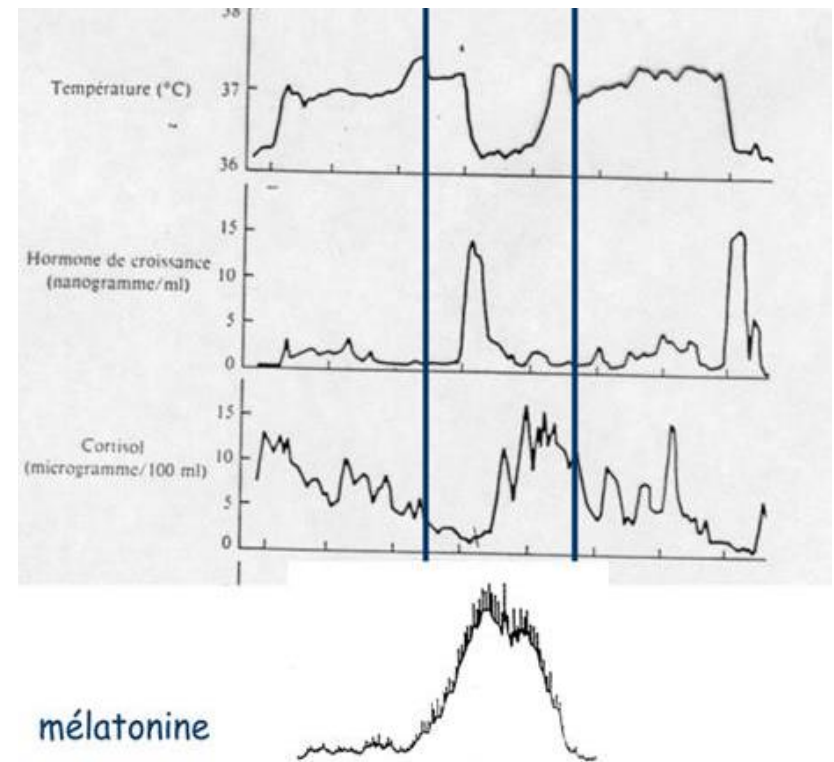 38
Température (°C)
37
36
15
Hormone de croissance
(nanogramme/ml)
10
5
0
15
Cortisol
(microgramme/100 ml)
10
5
0
mélatonine